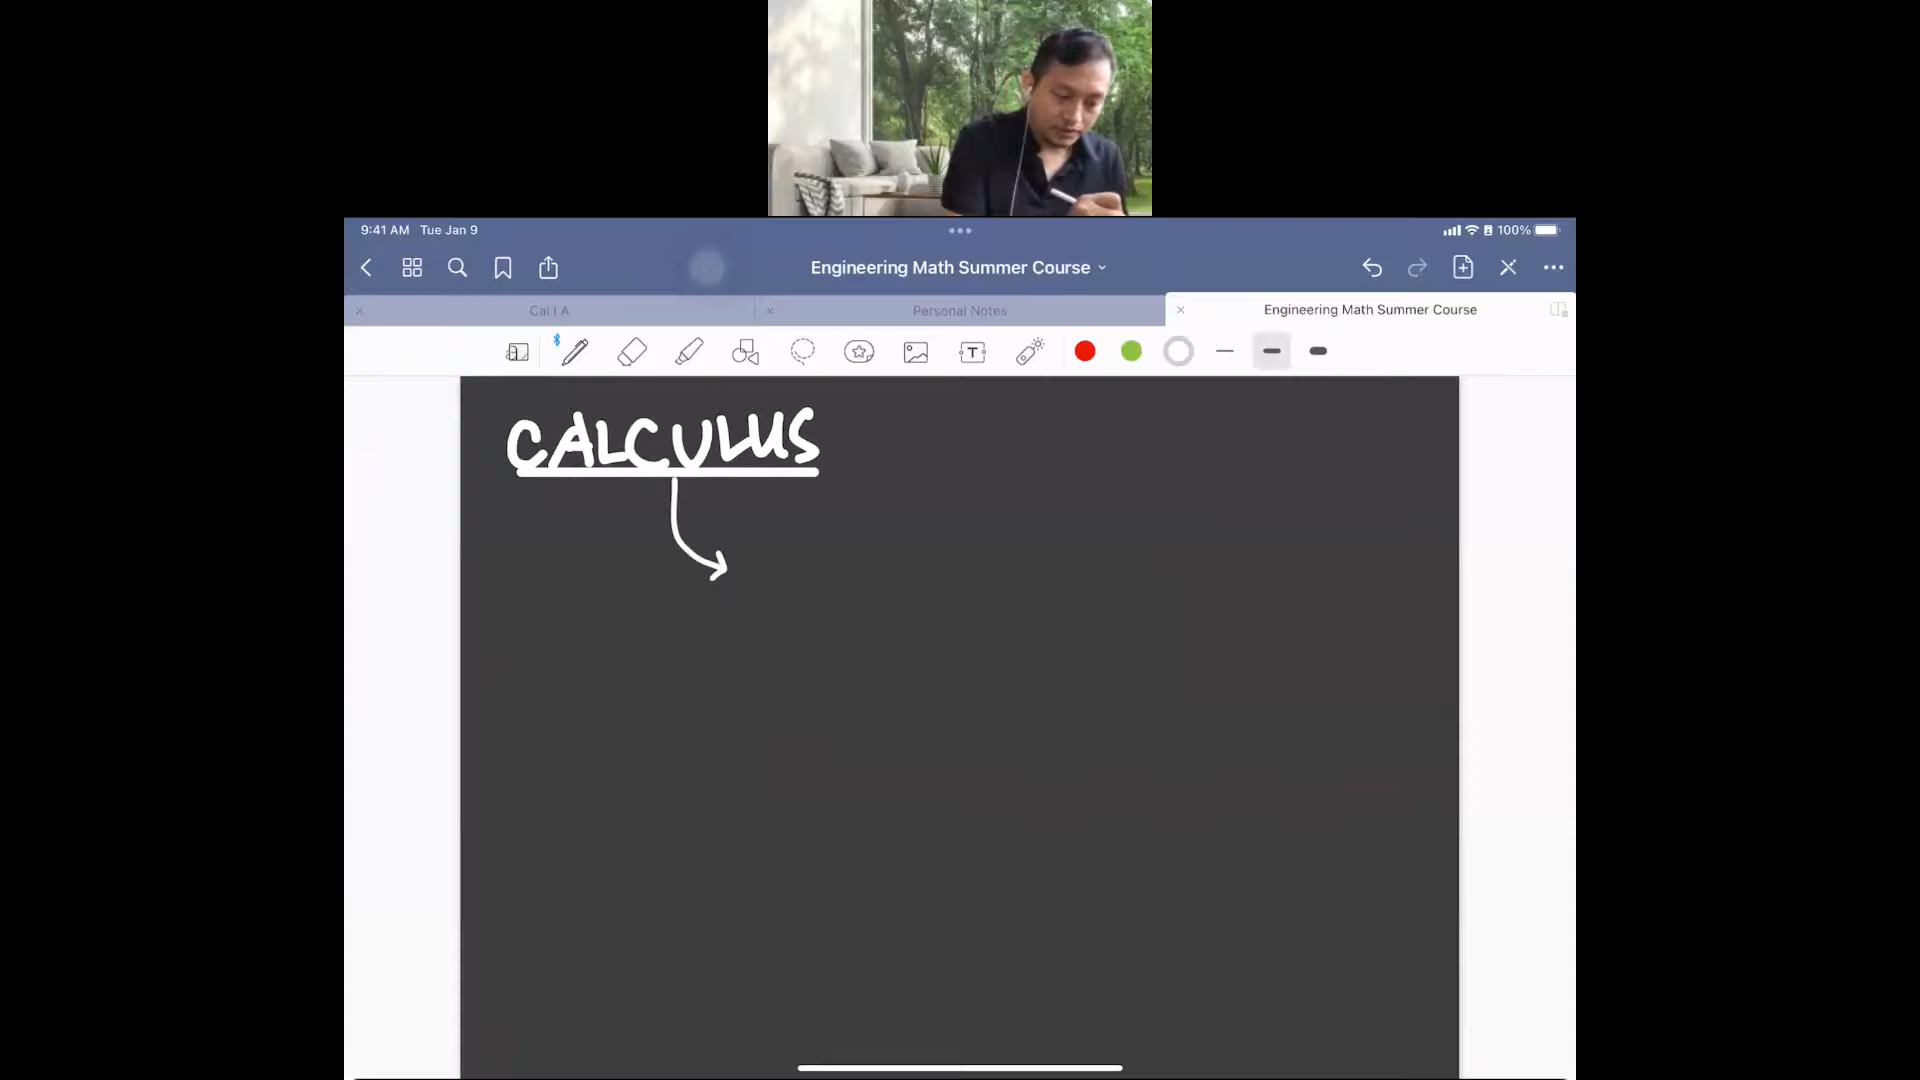 9:41 AM Tue Jan 9
100%
Engineering Math Summer Course
Cal I A
Personal Notes
Engineering Math Summer Course
T
CALCULUS